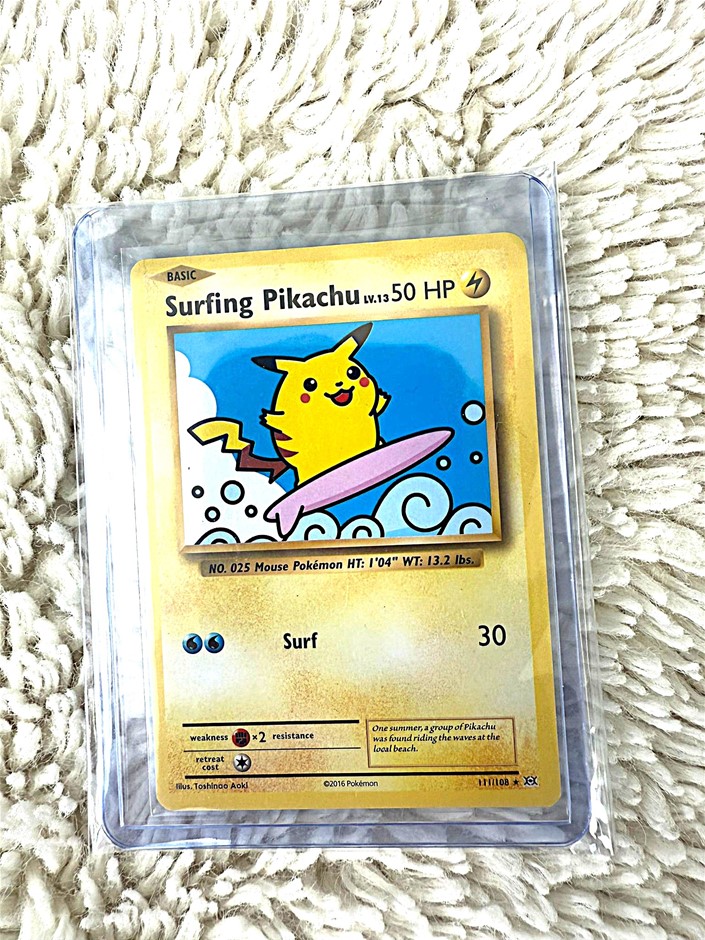 BASIC
Surfing Pikachu LV.13 50 HP
NO. 025 Mouse Pokémon HT: 1'04" WT: 13.2 lbs.
Surf 30
weakness ×2 resistance
retreat
cost
One summer, a group of Pikachu
was found riding the waves at the
local beach.
Illus. Toshinao Aoki ©2016 Pokémon 111/108 ★